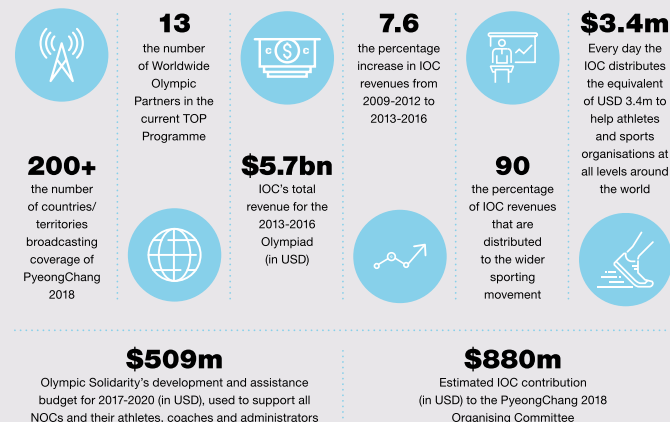 13
the number
of Worldwide
Olympic
Partners in the
current TOP
Programme
7.6
the percentage
increase in IOC
revenues from
2009-2012 to
2013-2016
$3.4m
Every day the
IOC distributes
the equivalent
of USD 3.4m to
help athletes
and sports
organisations at
all levels around
the world
200+
the number
of countries/
territories
broadcasting
coverage of
PyeongChang
2018
$5.7bn
IOC's total
revenue for the
2013-2016
Olympiad
(in USD)
90
the percentage
of IOC revenues
that are
distributed
to the wider
sporting
movement
$509m
Olympic Solidarity's development and assistance
budget for 2017-2020 (in USD), used to support all
NOCs and their athletes, coaches and administrators
$880m
Estimated IOC contribution
(in USD) to the PyeongChang 2018
Organising Committee